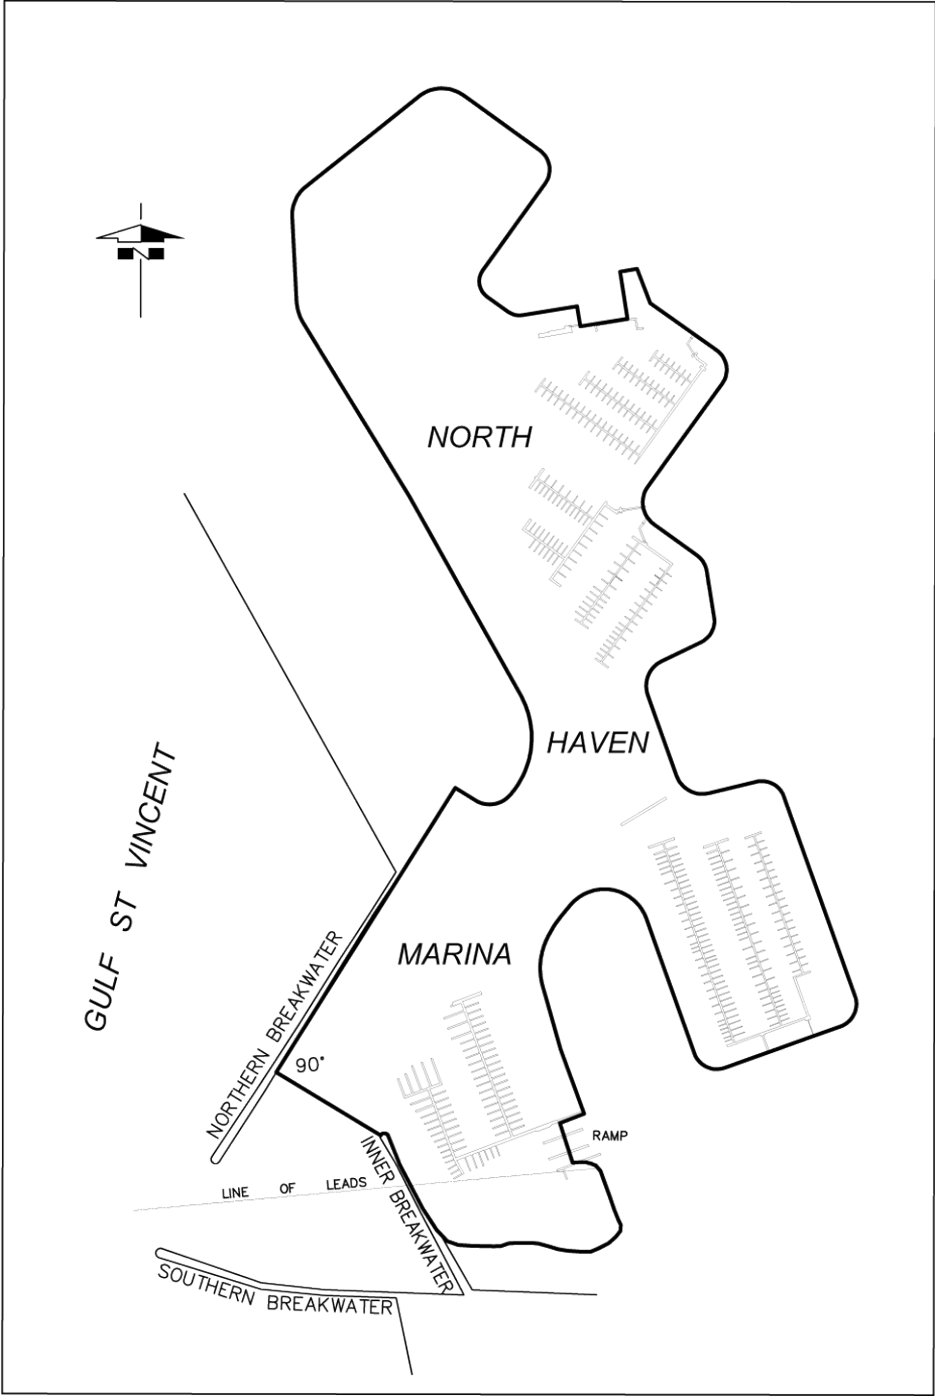 N
NORTH
HAVEN
GULF ST VINCENT
MARINA
NORTHERN BREAKWATER
90°
RAMP
INNER BREAKWATER
LINE OF LEADS
SOUTHERN BREAKWATER